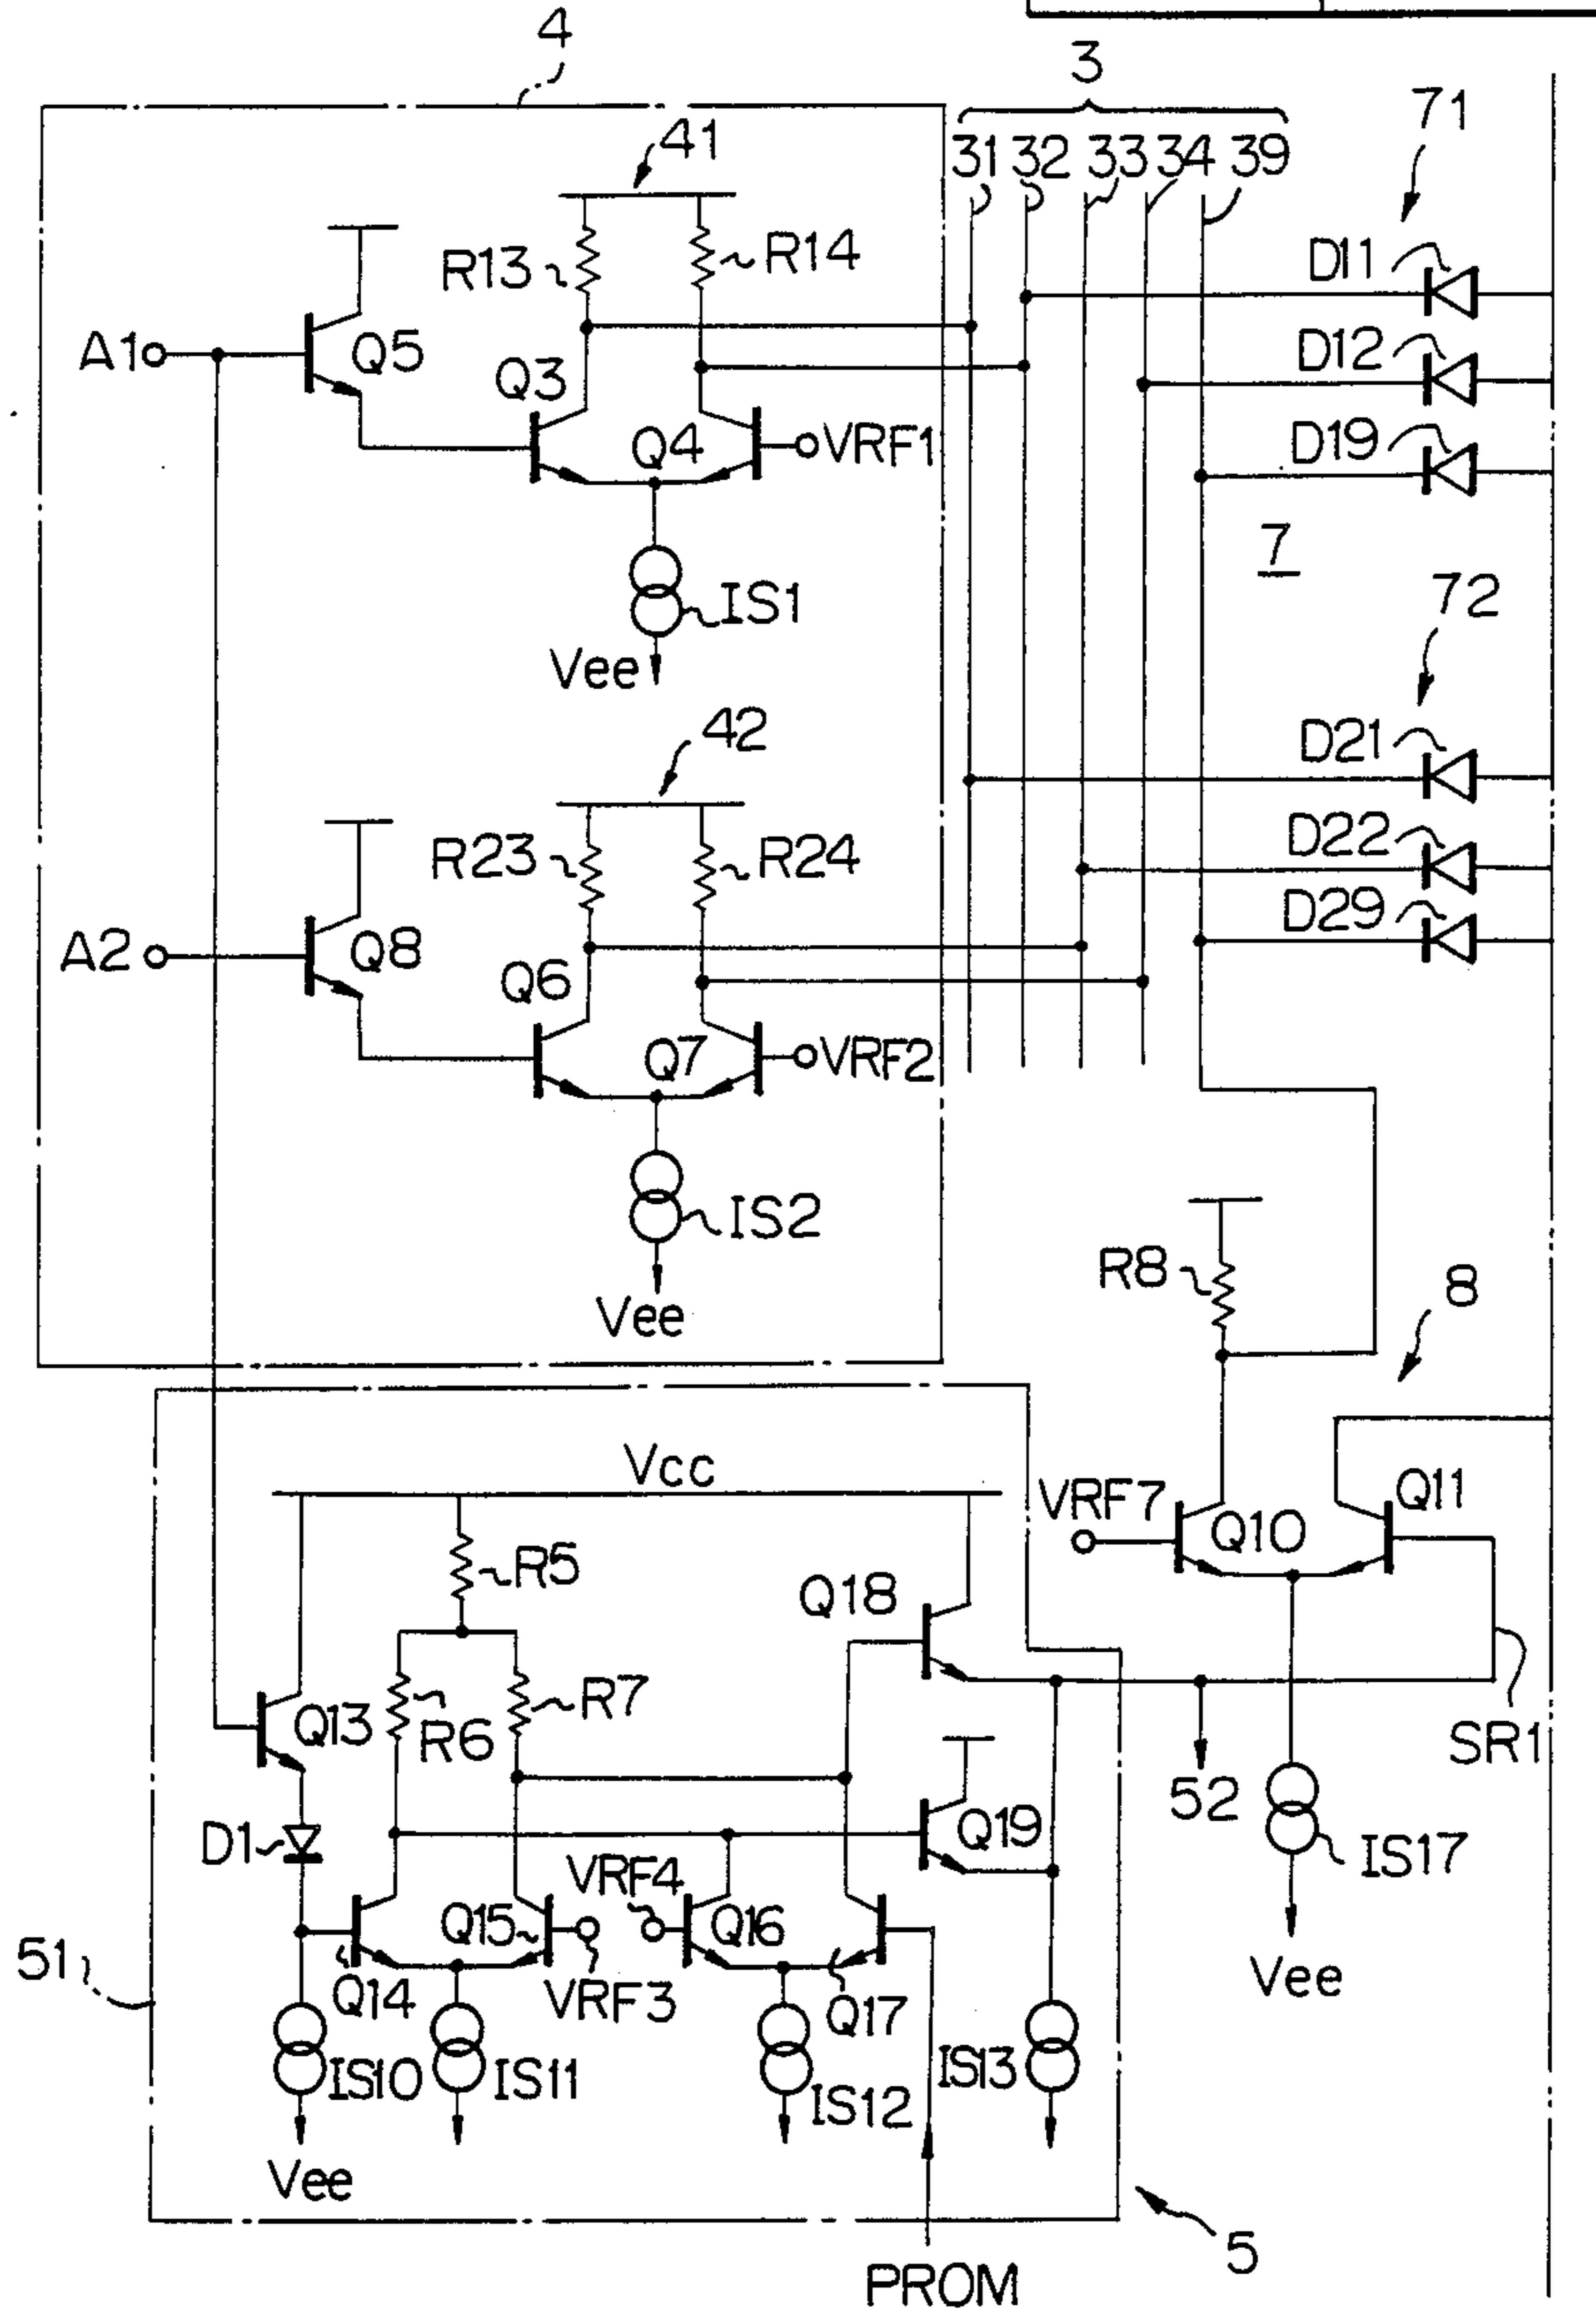 4
3
71
41
31 32 33 34 39
R13
R14
D11
A1
Q5
Q3
D12
Q4
VRF1
D19
7
IS1
72
Vee
42
D21
R23
R24
D22
D29
A2
Q8
Q6
Q7
VRF2
IS2
R8
8
Vee
Vcc
VRF7
Q11
Q10
R5
Q18
R7
Q13
R6
SR1
52
D1
Q19
VRF4
IS17
Q15
Q16
51
Q14
VRF3
Q17
Vee
IS10
IS11
IS12
IS13
Vee
5
PROM